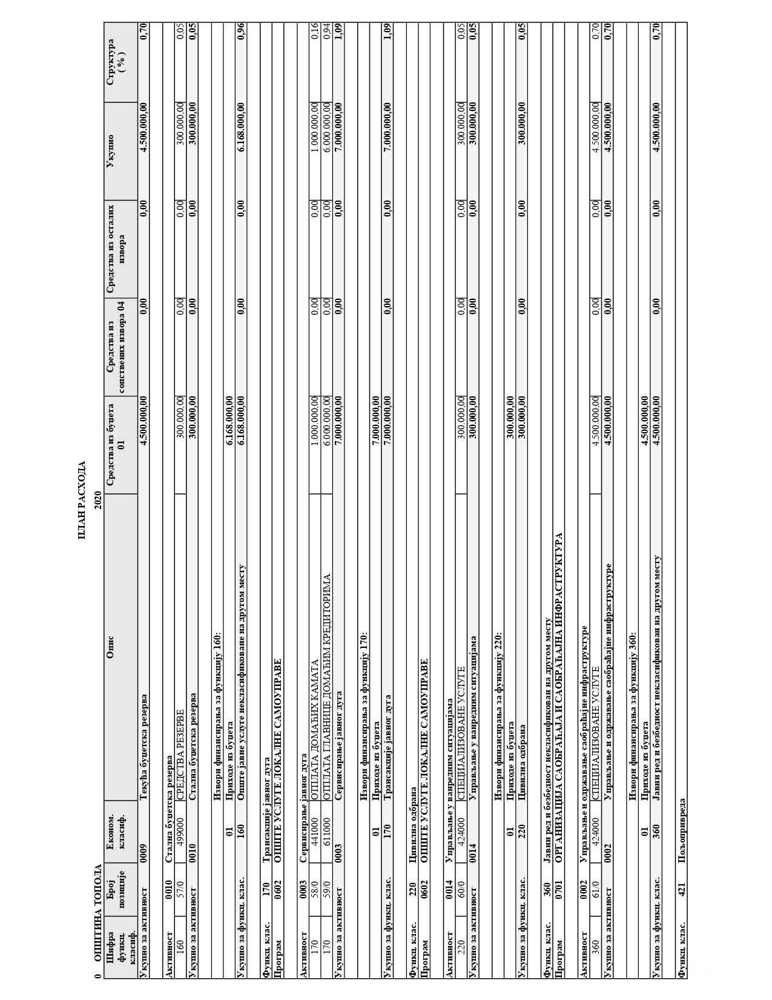 ПЛАН РАСХОДА
0 ОПШТИНА ТОПОЛА 2020
Шифра функц. класиф. Број позиције Економ. класиф. Опис Средства из буџета 01 Средства из сопствених извора 04 Средства из осталих извора Укупно Структура ( % )
Укупно за активност 0009 Текућа буџетска резерва 4.500.000,00 0,00 0,00 4.500.000,00 0,70
Активност 0010 Стална буџетска резерва
160 57/0 499000 СРЕДСТВА РЕЗЕРВЕ 300.000,00 0,00 0,00 300.000,00 0,05
Укупно за активност 0010 Стална буџетска резерва 300.000,00 0,00 0,00 300.000,00 0,05
Извори финансирања за функцију 160:
01 Приходе из буџета 6.168.000,00
Укупно за функц. клас. 160 Опште јавне услуге некласификоване на другом месту 6.168.000,00 0,00 0,00 6.168.000,00 0,96
Функц. клас. 170 Трансакције јавног дуга
Програм 0602 ОПШТЕ УСЛУГЕ ЛОКАЛНЕ САМОУПРАВЕ
Активност 0003 Сервисирање јавног дуга
170 58/0 441000 ОТПЛАТА ДОМАЋИХ КАМАТА 1.000.000,00 0,00 0,00 1.000.000,00 0,16
170 59/0 611000 ОТПЛАТА ГЛАВНИЦЕ ДОМАЋИМ КРЕДИТОРИМА 6.000.000,00 0,00 0,00 6.000.000,00 0,94
Укупно за активност 0003 Сервисирање јавног дуга 7.000.000,00 0,00 0,00 7.000.000,00 1,09
Извори финансирања за функцију 170:
01 Приходе из буџета 7.000.000,00
Укупно за функц. клас. 170 Трансакције јавног дуга 7.000.000,00 0,00 0,00 7.000.000,00 1,09
Функц. клас. 220 Цивилна одбрана
Програм 0602 ОПШТЕ УСЛУГЕ ЛОКАЛНЕ САМОУПРАВЕ
Активност 0014 Управљање у ванредним ситуацијама
220 60/0 424000 СПЕЦИЈАЛИЗОВАНЕ УСЛУГЕ 300.000,00 0,00 0,00 300.000,00 0,05
Укупно за активност 0014 Управљање у ванредним ситуацијама 300.000,00 0,00 0,00 300.000,00 0,05
Извори финансирања за функцију 220:
01 Приходе из буџета 300.000,00
Укупно за функц. клас. 220 Цивилна одбрана 300.000,00 0,00 0,00 300.000,00 0,05
Функц. клас. 360 Јавни ред и безбедност некласификован на другом месту
Програм 0701 ОРГАНИЗАЦИЈА САОБРАЋАЈА И САОБРАЋАЈНА ИНФРАСТРУКТУРА
Активност 0002 Управљање и одржавање саобраћајне инфраструктуре
360 61/0 424000 СПЕЦИЈАЛИЗОВАНЕ УСЛУГЕ 4.500.000,00 0,00 0,00 4.500.000,00 0,70
Укупно за активност 0002 Управљање и одржавање саобраћајне инфраструктуре 4.500.000,00 0,00 0,00 4.500.000,00 0,70
Извори финансирања за функцију 360:
01 Приходе из буџета 4.500.000,00
Укупно за функц. клас. 360 Јавни ред и безбедност некласификован на другом месту 4.500.000,00 0,00 0,00 4.500.000,00 0,70
Функц. клас. 421 Пољопривреда